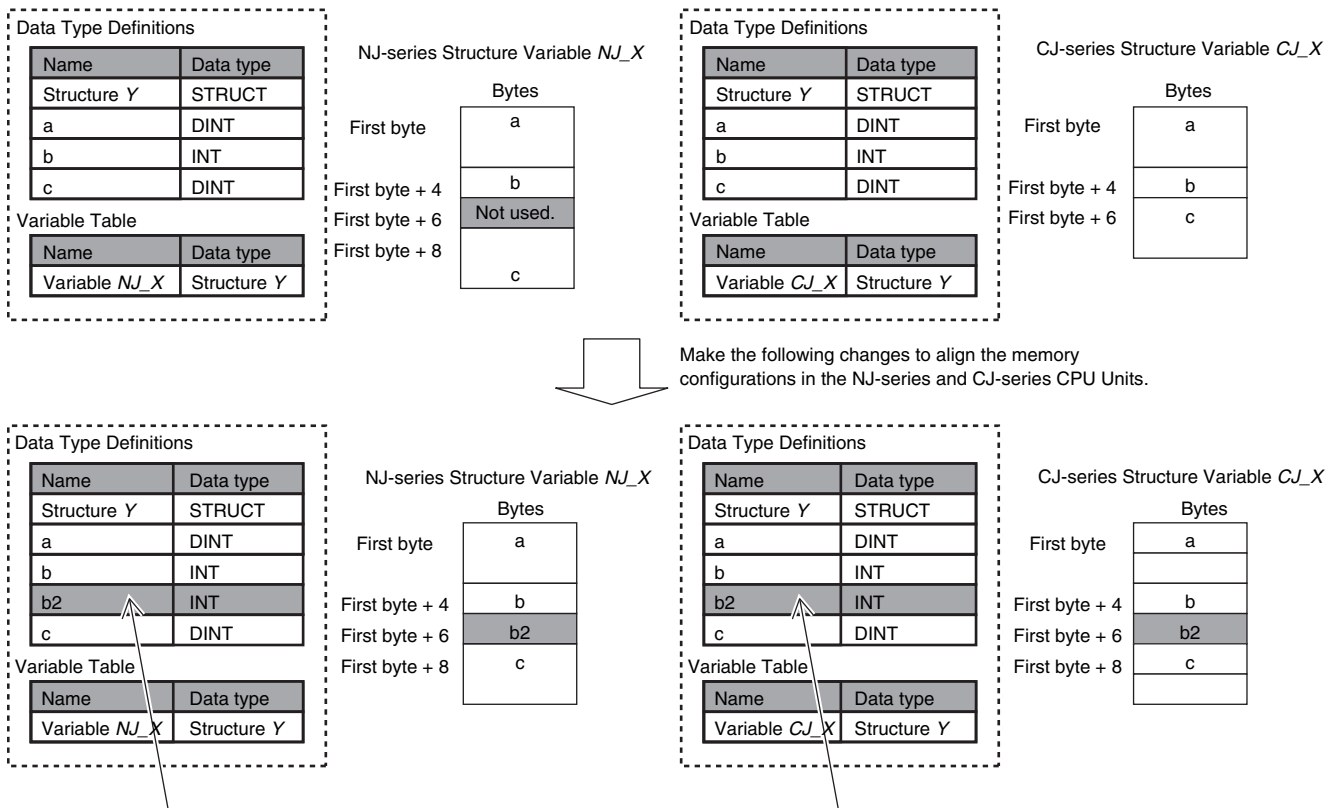 Data Type Definitions
Name Data type
Structure Y STRUCT
a DINT
b INT
c DINT
Variable Table
Name Data type
Variable NJ_X Structure Y
NJ-series Structure Variable NJ_X
Bytes
First byte a
First byte + 4 b
First byte + 6 Not used.
First byte + 8
c
Data Type Definitions
Name Data type
Structure Y STRUCT
a DINT
b INT
c DINT
Variable Table
Name Data type
Variable CJ_X Structure Y
CJ-series Structure Variable CJ_X
Bytes
First byte a
First byte + 4 b
First byte + 6 c
Make the following changes to align the memory
configurations in the NJ-series and CJ-series CPU Units.
Data Type Definitions
Name Data type
Structure Y STRUCT
a DINT
b INT
b2 INT
c DINT
Variable Table
Name Data type
Variable NJ_X Structure Y
NJ-series Structure Variable NJ_X
Bytes
First byte a
First byte + 4 b
First byte + 6 b2
First byte + 8 c
Data Type Definitions
Name Data type
Structure Y STRUCT
a DINT
b INT
b2 INT
c DINT
Variable Table
Name Data type
Variable CJ_X Structure Y
CJ-series Structure Variable CJ_X
Bytes
First byte a
First byte + 4 b
First byte + 6 b2
First byte + 8 c